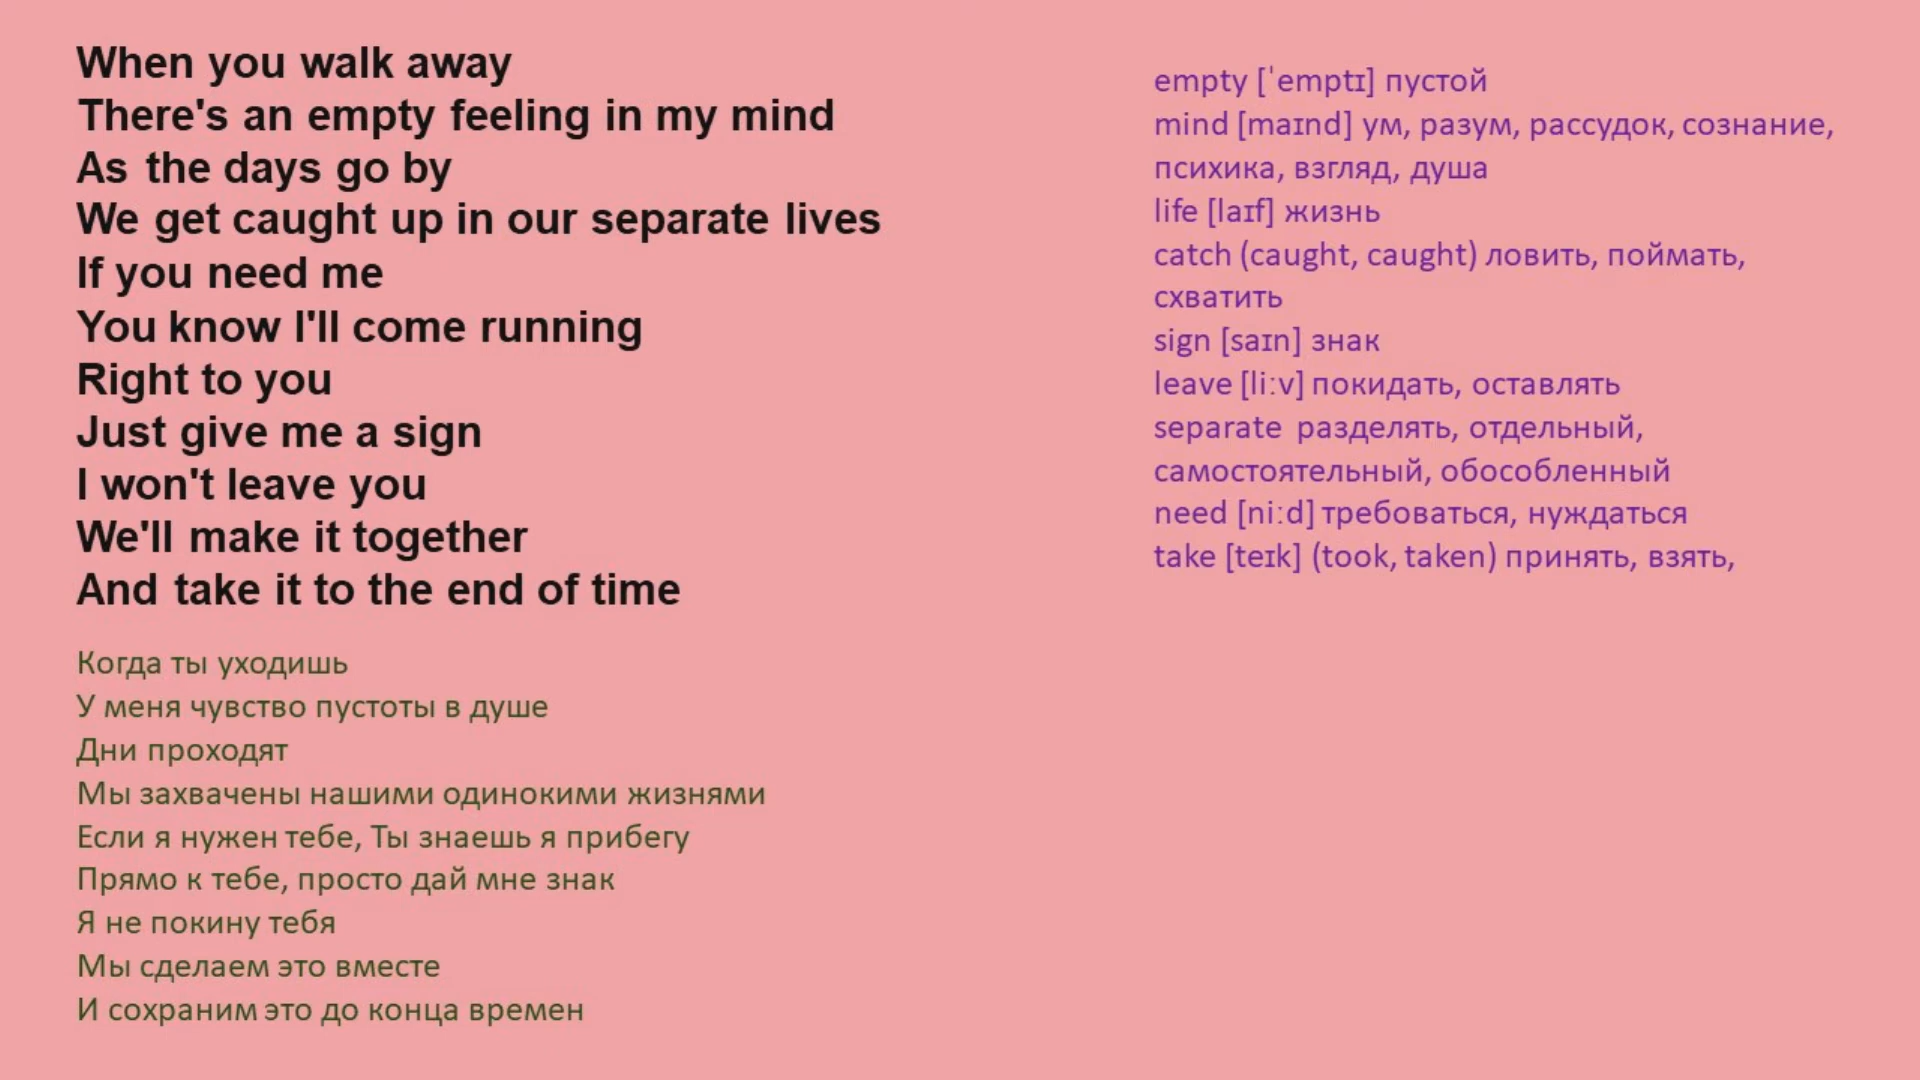 When you walk away
There's an empty feeling in my mind
As the days go by
We get caught up in our separate lives
If you need me
You know I'll come running
Right to you
Just give me a sign
I won't leave you
We'll make it together
And take it to the end of time
Когда ты уходишь
У меня чувство пустоты в душе
Дни проходят
Мы захвачены нашими одинокими жизнями
Если я нужен тебе, Ты знаешь я прибегу
Прямо к тебе, просто дай мне знак
Я не покину тебя
Мы сделаем это вместе
И сохраним это до конца времен
empty [ˈemptɪ] пустой
mind [maɪnd] ум, разум, рассудок, сознание,
психика, взгляд, душа
life [laɪf] жизнь
catch (caught, caught) ловить, поймать,
схватить
sign [saɪn] знак
leave [liːv] покидать, оставлять
separate разделять, отдельный,
самостоятельный, обособленный
need [niːd] требоваться, нуждаться
take [teɪk] (took, taken) принять, взять,